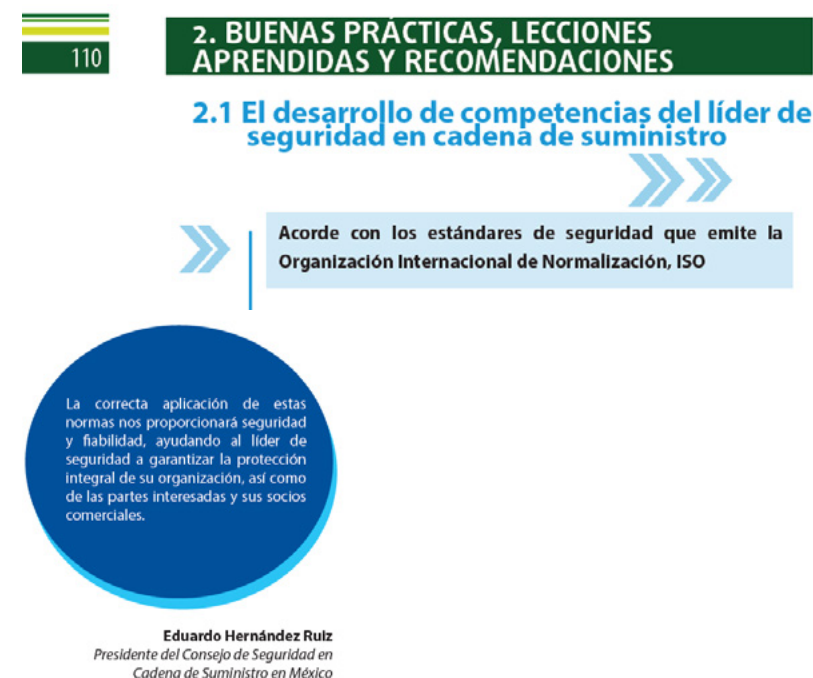 110
2. BUENAS PRÁCTICAS, LECCIONES
APRENDIDAS Y RECOMENDACIONES
2.1 El desarrollo de competencias del líder de
seguridad en cadena de suministro
Acorde con los estándares de seguridad que emite la
Organización Internacional de Normalización, ISO
La correcta aplicación de estas
normas nos proporcionará seguridad
y fiabilidad, ayudando al líder de
seguridad a garantizar la protección
integral de su organización, así como
de las partes interesadas y sus socios
comerciales.
Eduardo Hernández Ruiz
Presidente del Consejo de Seguridad en
Cadena de Suministro en México